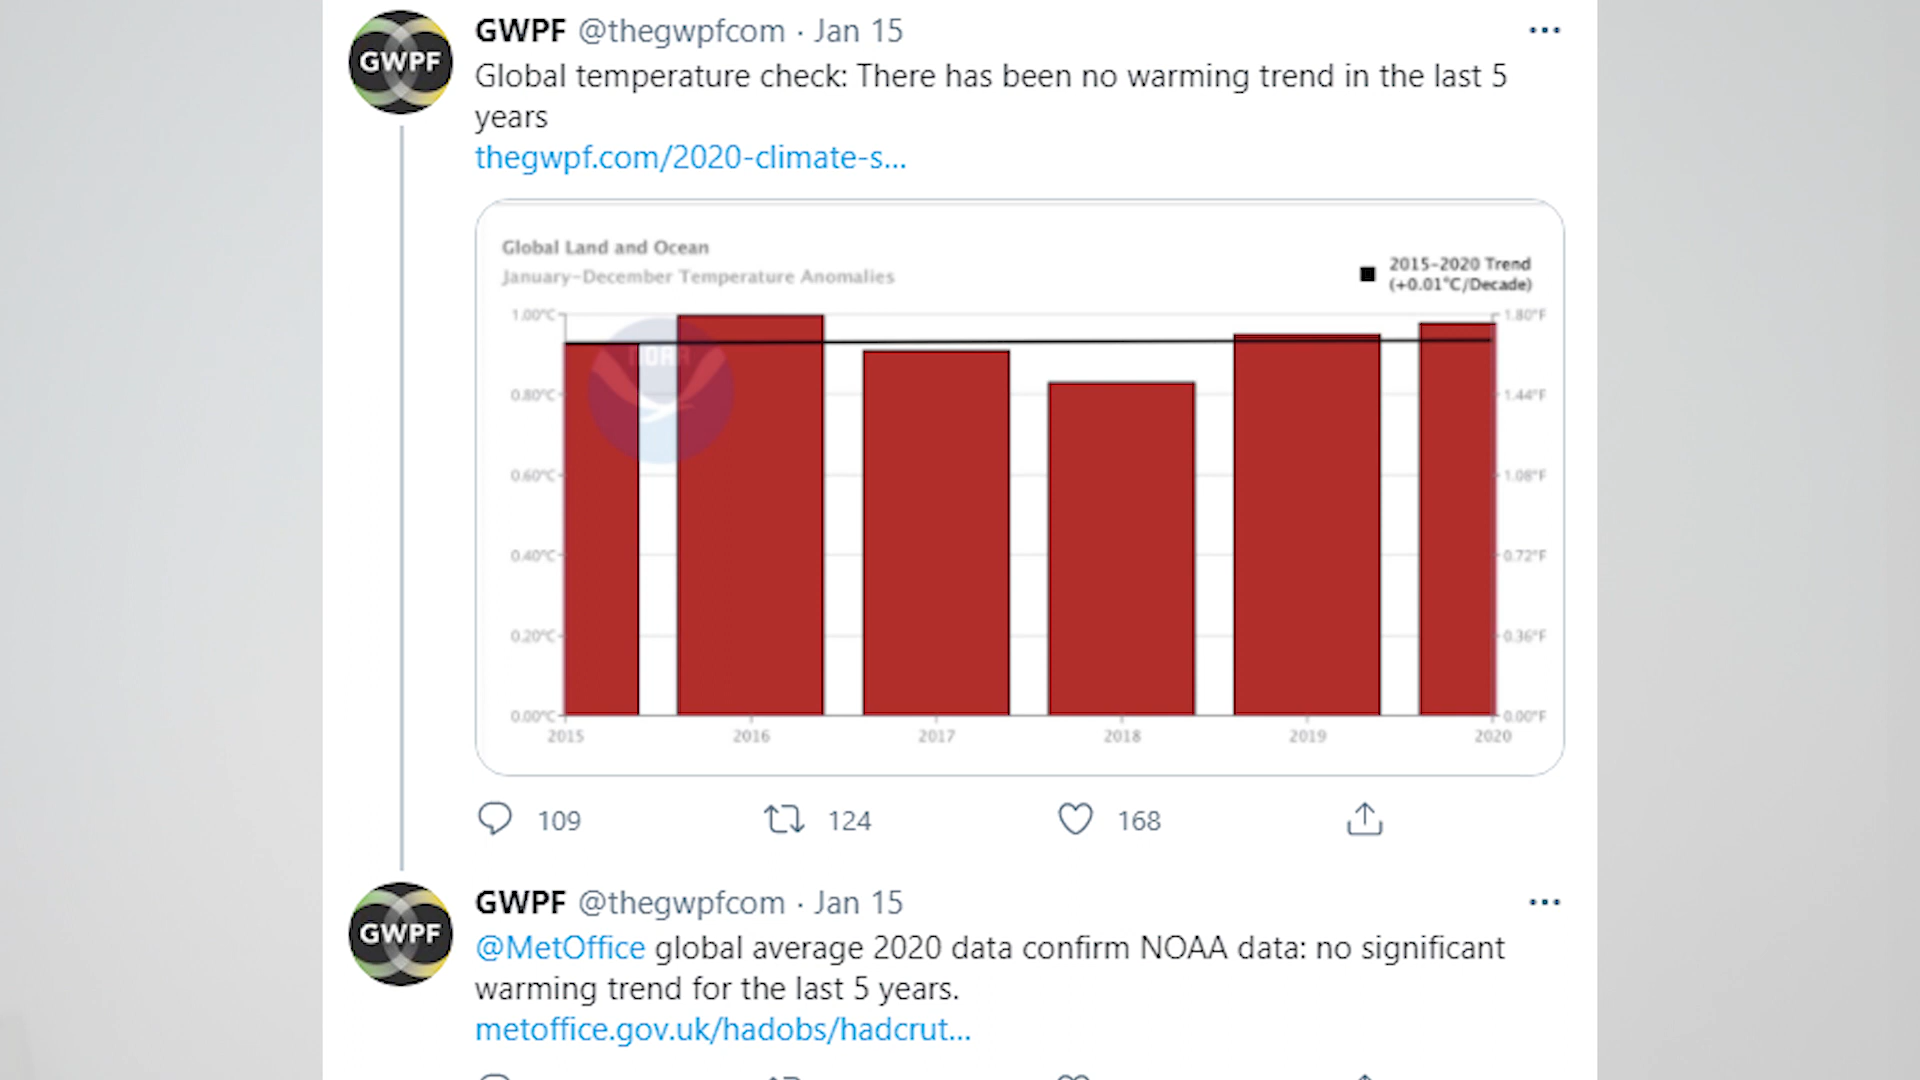 GWPF @thegwpfcom · Jan 15
Global temperature check: There has been no warming trend in the last 5
years
thegwpf.com/2020-climate-s...
GWPF
Global Land and Ocean
January–December Temperature Anomalies
2015–2020 Trend
(+0.01°C/Decade)
1.00°C
0.80°C
0.60°C
0.40°C
0.20°C
0.00°C
NOAA
1.80°F
1.44°F
1.08°F
0.72°F
0.36°F
0.00°F
2015 2016 2017 2018 2019 2020
109 124 168
GWPF @thegwpfcom · Jan 15
GWPF
@MetOffice global average 2020 data confirm NOAA data: no significant
warming trend for the last 5 years.
metoffice.gov.uk/hadobs/hadcrut...